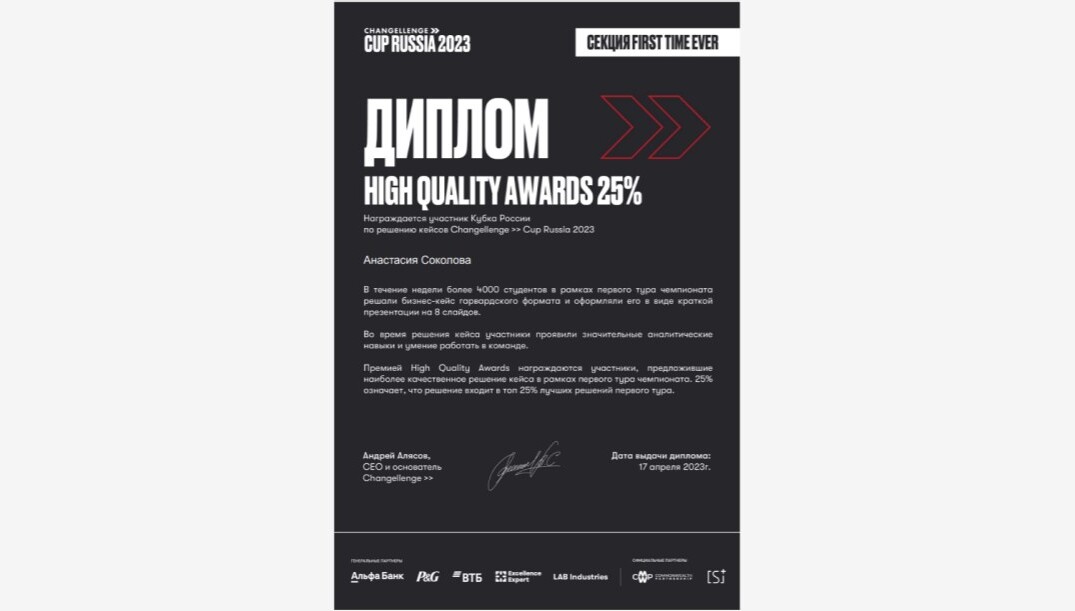 CHANGELLENGE >>
CUP RUSSIA 2023
СЕКЦИЯ FIRST TIME EVER
ДИПЛОМ
HIGH QUALITY AWARDS 25%
Награждается участник Кубка России
по решению кейсов Changellenge >> Cup Russia 2023
Анастасия Соколова
В течение недели более 4000 студентов в рамках первого тура чемпионата
решали бизнес-кейс гарвардского формата и оформляли его в виде краткой
презентации на 8 слайдов.
Во время решения кейса участники проявили значительные аналитические
навыки и умение работать в команде.
Премией High Quality Awards награждаются участники, предложившие
наиболее качественное решение кейса в рамках первого тура чемпионата. 25%
означает, что решение входит в топ 25% лучших решений первого тура.
Андрей Алясов,
CEO и основатель
Changellenge >>
Дата выдачи диплома:
17 апреля 2023г.
ГЕНЕРАЛЬНЫЕ ПАРТНЕРЫ
Альфа Банк
P&G
ВТБ
Excellence
Expert
LAB Industries
ОФИЦИАЛЬНЫЕ ПАРТНЕРЫ
COMMONWEALTH
PARTNERSHIP
[S]+